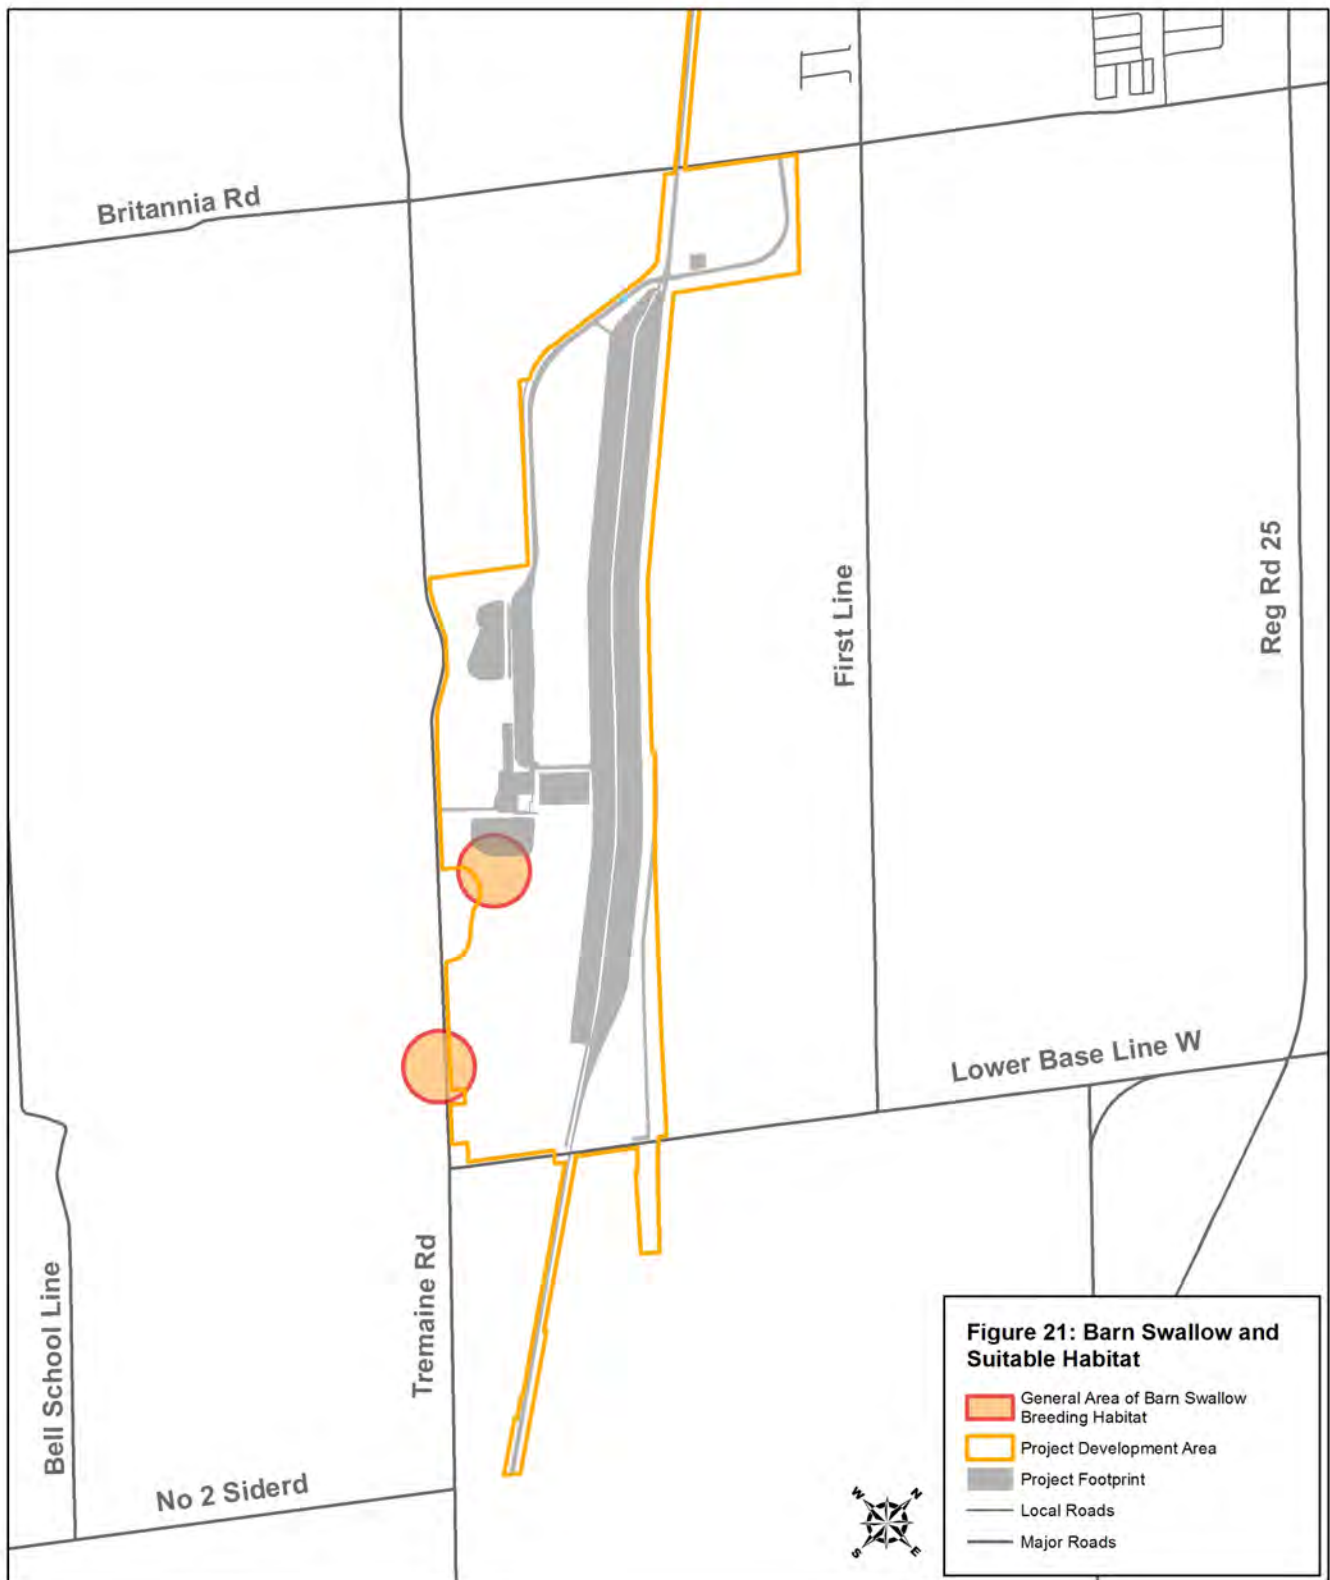 Britannia Rd
First Line
Reg Rd 25
Lower Base Line W
Tremaine Rd
Bell School Line
No 2 Siderd
Figure 21: Barn Swallow and
Suitable Habitat
General Area of Barn Swallow
Breeding Habitat
Project Development Area
Project Footprint
Local Roads
Major Roads
W
N
S
E